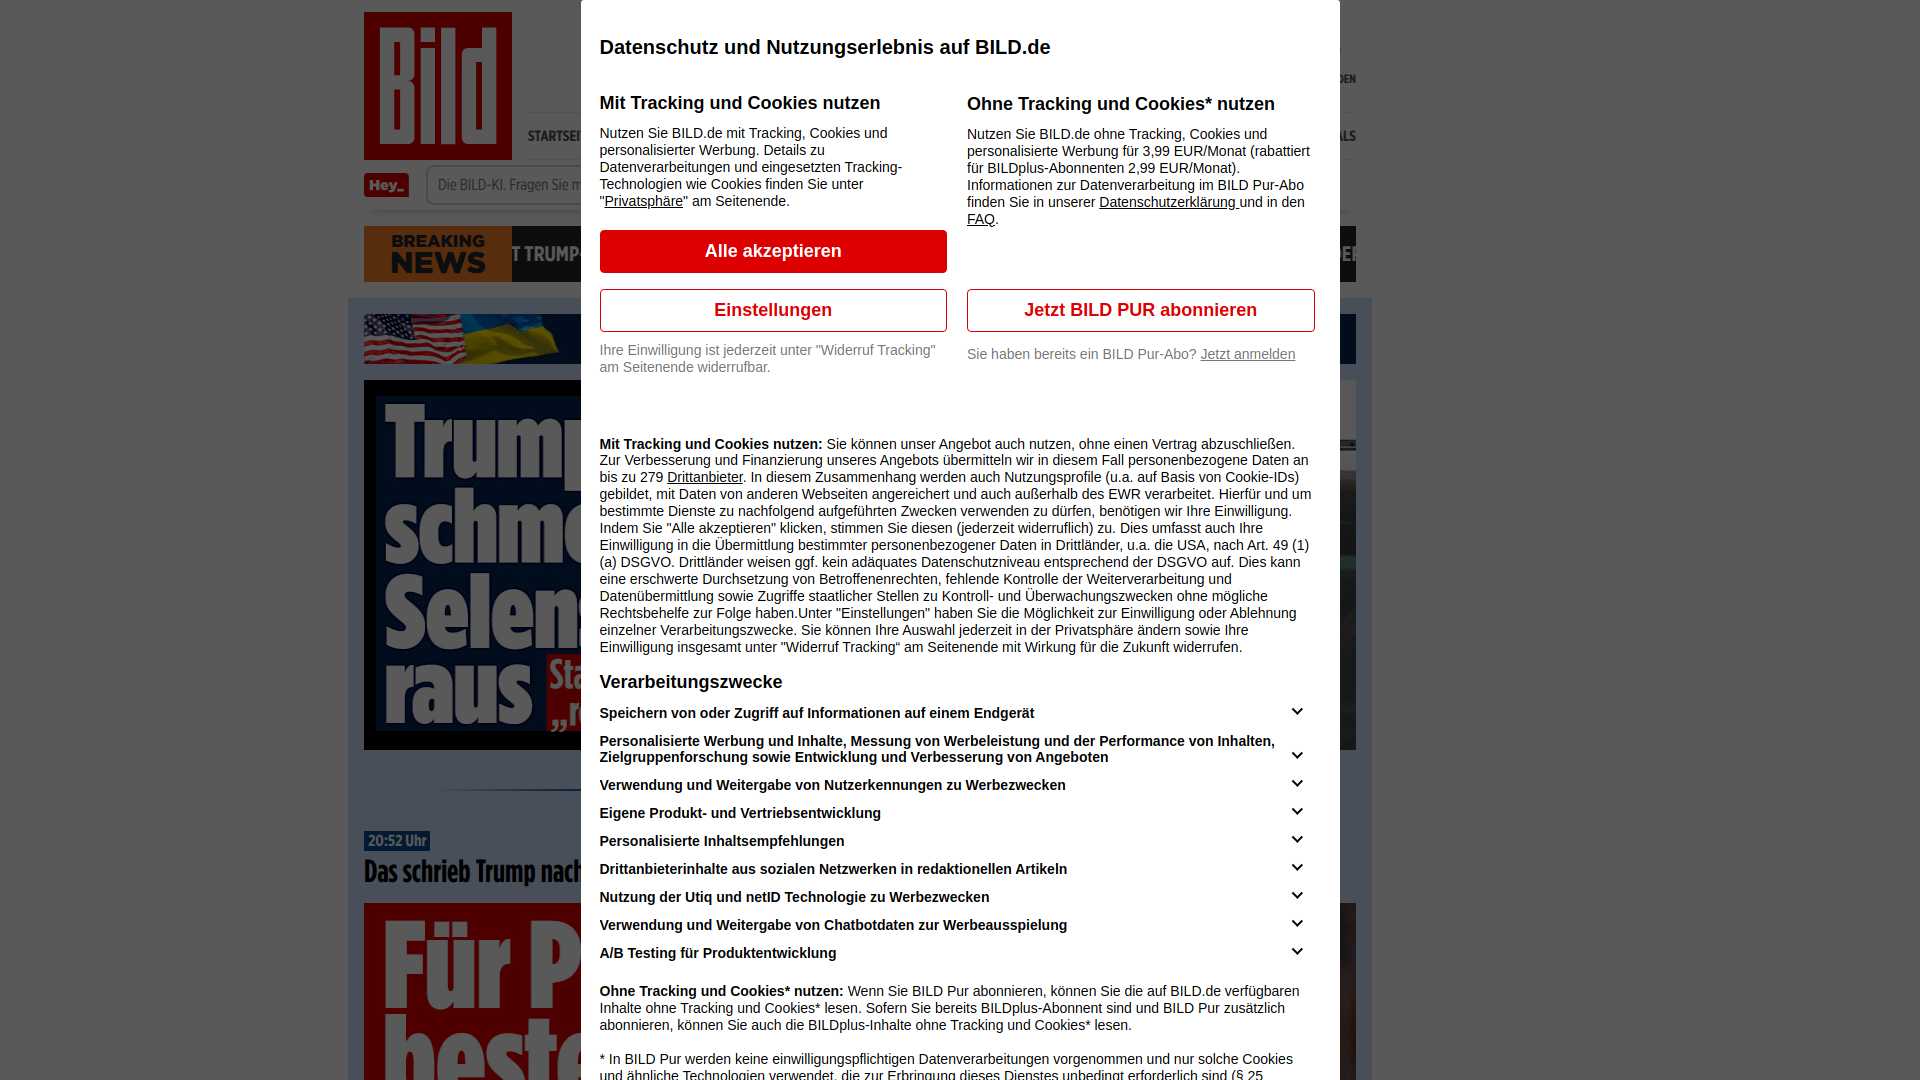 Bild
STARTSEI
Hey_
Die BILD-KI. Fragen Sie m
BREAKING
NEWS
T TRUMP-
Trump
schme
Selens
raus
20:52 Uhr
Das schrieb Trump nach
Für P
beste
Datenschutz und Nutzungserlebnis auf BILD.de
Mit Tracking und Cookies nutzen
Nutzen Sie BILD.de mit Tracking, Cookies und
personalisierter Werbung. Details zu
Datenverarbeitungen und eingesetzten Tracking-
Technologien wie Cookies finden Sie unter
"Privatsphäre" am Seitenende.
Alle akzeptieren
Einstellungen
Ihre Einwilligung ist jederzeit unter "Widerruf Tracking"
am Seitenende widerrufbar.
Ohne Tracking und Cookies* nutzen
Nutzen Sie BILD.de ohne Tracking, Cookies und
personalisierte Werbung für 3,99 EUR/Monat (rabattiert
für BILDplus-Abonnenten 2,99 EUR/Monat).
Informationen zur Datenverarbeitung im BILD Pur-Abo
finden Sie in unserer Datenschutzerklärung und in den
FAQ.
Jetzt BILD PUR abonnieren
Sie haben bereits ein BILD Pur-Abo? Jetzt anmelden
Mit Tracking und Cookies nutzen: Sie können unser Angebot auch nutzen, ohne einen Vertrag abzuschließen.
Zur Verbesserung und Finanzierung unseres Angebots übermitteln wir in diesem Fall personenbezogene Daten an
bis zu 279 Drittanbieter. In diesem Zusammenhang werden auch Nutzungsprofile (u.a. auf Basis von Cookie-IDs)
gebildet, mit Daten von anderen Webseiten angereichert und auch außerhalb des EWR verarbeitet. Hierfür und um
bestimmte Dienste zu nachfolgend aufgeführten Zwecken verwenden zu dürfen, benötigen wir Ihre Einwilligung.
Indem Sie "Alle akzeptieren" klicken, stimmen Sie diesen (jederzeit widerruflich) zu. Dies umfasst auch Ihre
Einwilligung in die Übermittlung bestimmter personenbezogener Daten in Drittländer, u.a. die USA, nach Art. 49 (1)
(a) DSGVO. Drittländer weisen ggf. kein adäquates Datenschutzniveau entsprechend der DSGVO auf. Dies kann
eine erschwerte Durchsetzung von Betroffenenrechten, fehlende Kontrolle der Weiterverarbeitung und
Datenübermittlung sowie Zugriffe staatlicher Stellen zu Kontroll- und Überwachungszwecken ohne mögliche
Rechtsbehelfe zur Folge haben.Unter "Einstellungen" haben Sie die Möglichkeit zur Einwilligung oder Ablehnung
einzelner Verarbeitungszwecke. Sie können Ihre Auswahl jederzeit in der Privatsphäre ändern sowie Ihre
Einwilligung insgesamt unter "Widerruf Tracking“ am Seitenende mit Wirkung für die Zukunft widerrufen.
Verarbeitungszwecke
Speichern von oder Zugriff auf Informationen auf einem Endgerät
Personalisierte Werbung und Inhalte, Messung von Werbeleistung und der Performance von Inhalten,
Zielgruppenforschung sowie Entwicklung und Verbesserung von Angeboten
Verwendung und Weitergabe von Nutzerkennungen zu Werbezwecken
Eigene Produkt- und Vertriebsentwicklung
Personalisierte Inhaltsempfehlungen
Drittanbieterinhalte aus sozialen Netzwerken in redaktionellen Artikeln
Nutzung der Utiq und netID Technologie zu Werbezwecken
Verwendung und Weitergabe von Chatbotdaten zur Werbeausspielung
A/B Testing für Produktentwicklung
Ohne Tracking und Cookies* nutzen: Wenn Sie BILD Pur abonnieren, können Sie die auf BILD.de verfügbaren
Inhalte ohne Tracking und Cookies* lesen. Sofern Sie bereits BILDplus-Abonnent sind und BILD Pur zusätzlich
abonnieren, können Sie auch die BILDplus-Inhalte ohne Tracking und Cookies* lesen.
* In BILD Pur werden keine einwilligungspflichtigen Datenverarbeitungen vorgenommen und nur solche Cookies
und ähnliche Technologien verwendet, die zur Erbringung dieses Dienstes unbedingt erforderlich sind (§ 25